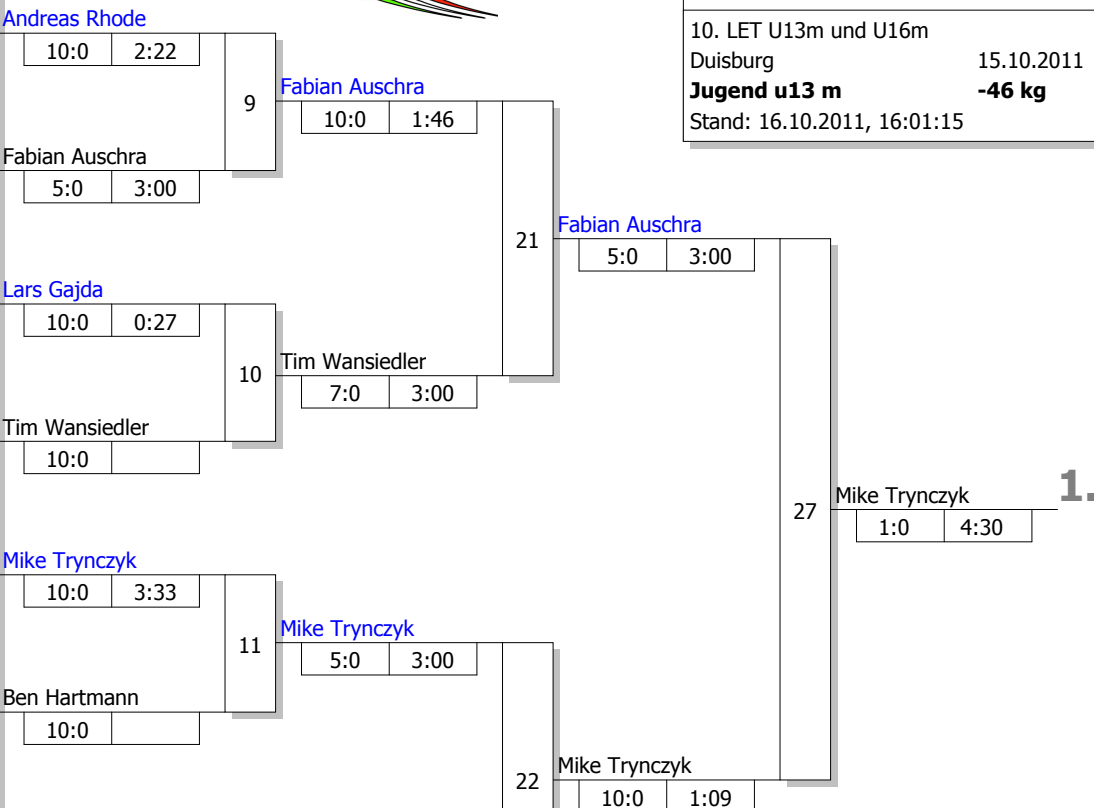 Andreas Rhode
10:0 2:22
9
Fabian Auschra
5:0 3:00
Lars Gajda
10:0 0:27
10
Tim Wansiedler
10:0
Mike Trynczyk
10:0 3:33
11
Ben Hartmann
10:0
Fabian Auschra
10:0 1:46
21
Tim Wansiedler
7:0 3:00
Mike Trynczyk
5:0 3:00
22
Fabian Auschra
5:0 3:00
27
Mike Trynczyk
10:0 1:09
Mike Trynczyk 1.
1:0 4:30
10. LET U13m und U16m
Duisburg 15.10.2011
Jugend u13 m -46 kg
Stand: 16.10.2011, 16:01:15